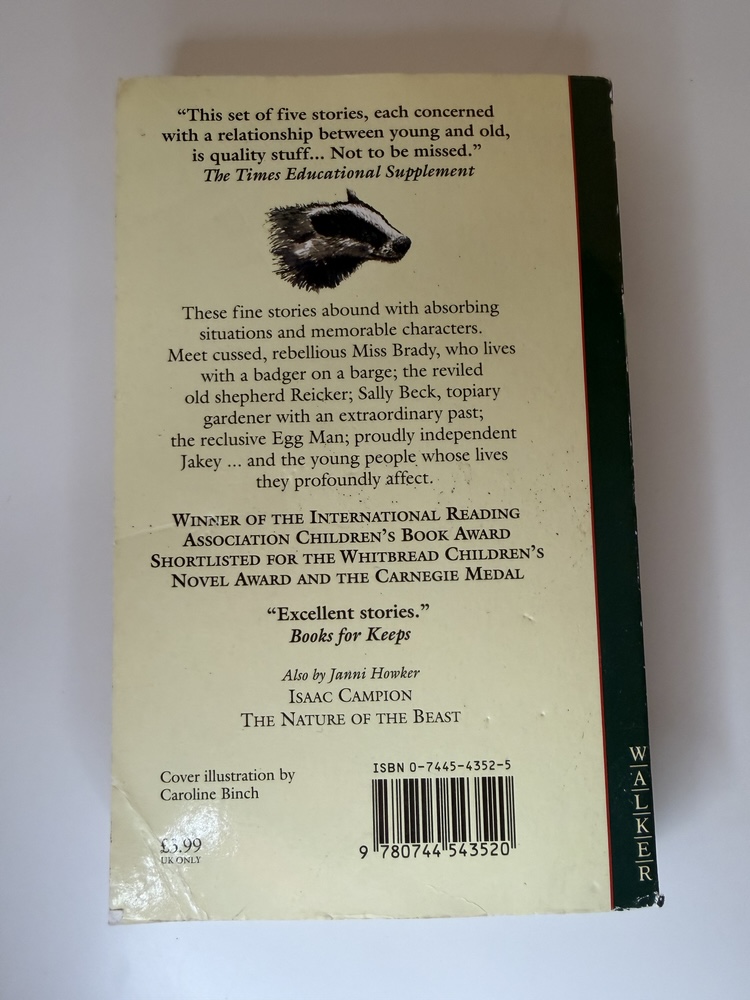 “This set of five stories, each concerned
with a relationship between young and old,
is quality stuff... Not to be missed.”
The Times Educational Supplement
These fine stories abound with absorbing
situations and memorable characters.
Meet cussed, rebellious Miss Brady, who lives
with a badger on a barge; the reviled
old shepherd Reicker; Sally Beck, topiary
gardener with an extraordinary past;
the reclusive Egg Man; proudly independent
Jakey ... and the young people whose lives
they profoundly affect.
WINNER OF THE INTERNATIONAL READING
ASSOCIATION CHILDREN’S BOOK AWARD
SHORTLISTED FOR THE WHITBREAD CHILDREN’S
NOVEL AWARD AND THE CARNEGIE MEDAL
“Excellent stories.”
Books for Keeps
Also by Janni Howker
ISAAC CAMPION
THE NATURE OF THE BEAST
Cover illustration by
Caroline Binch
£3.99
UK ONLY
ISBN 0-7445-4352-5
9 780744 543520
WALKER